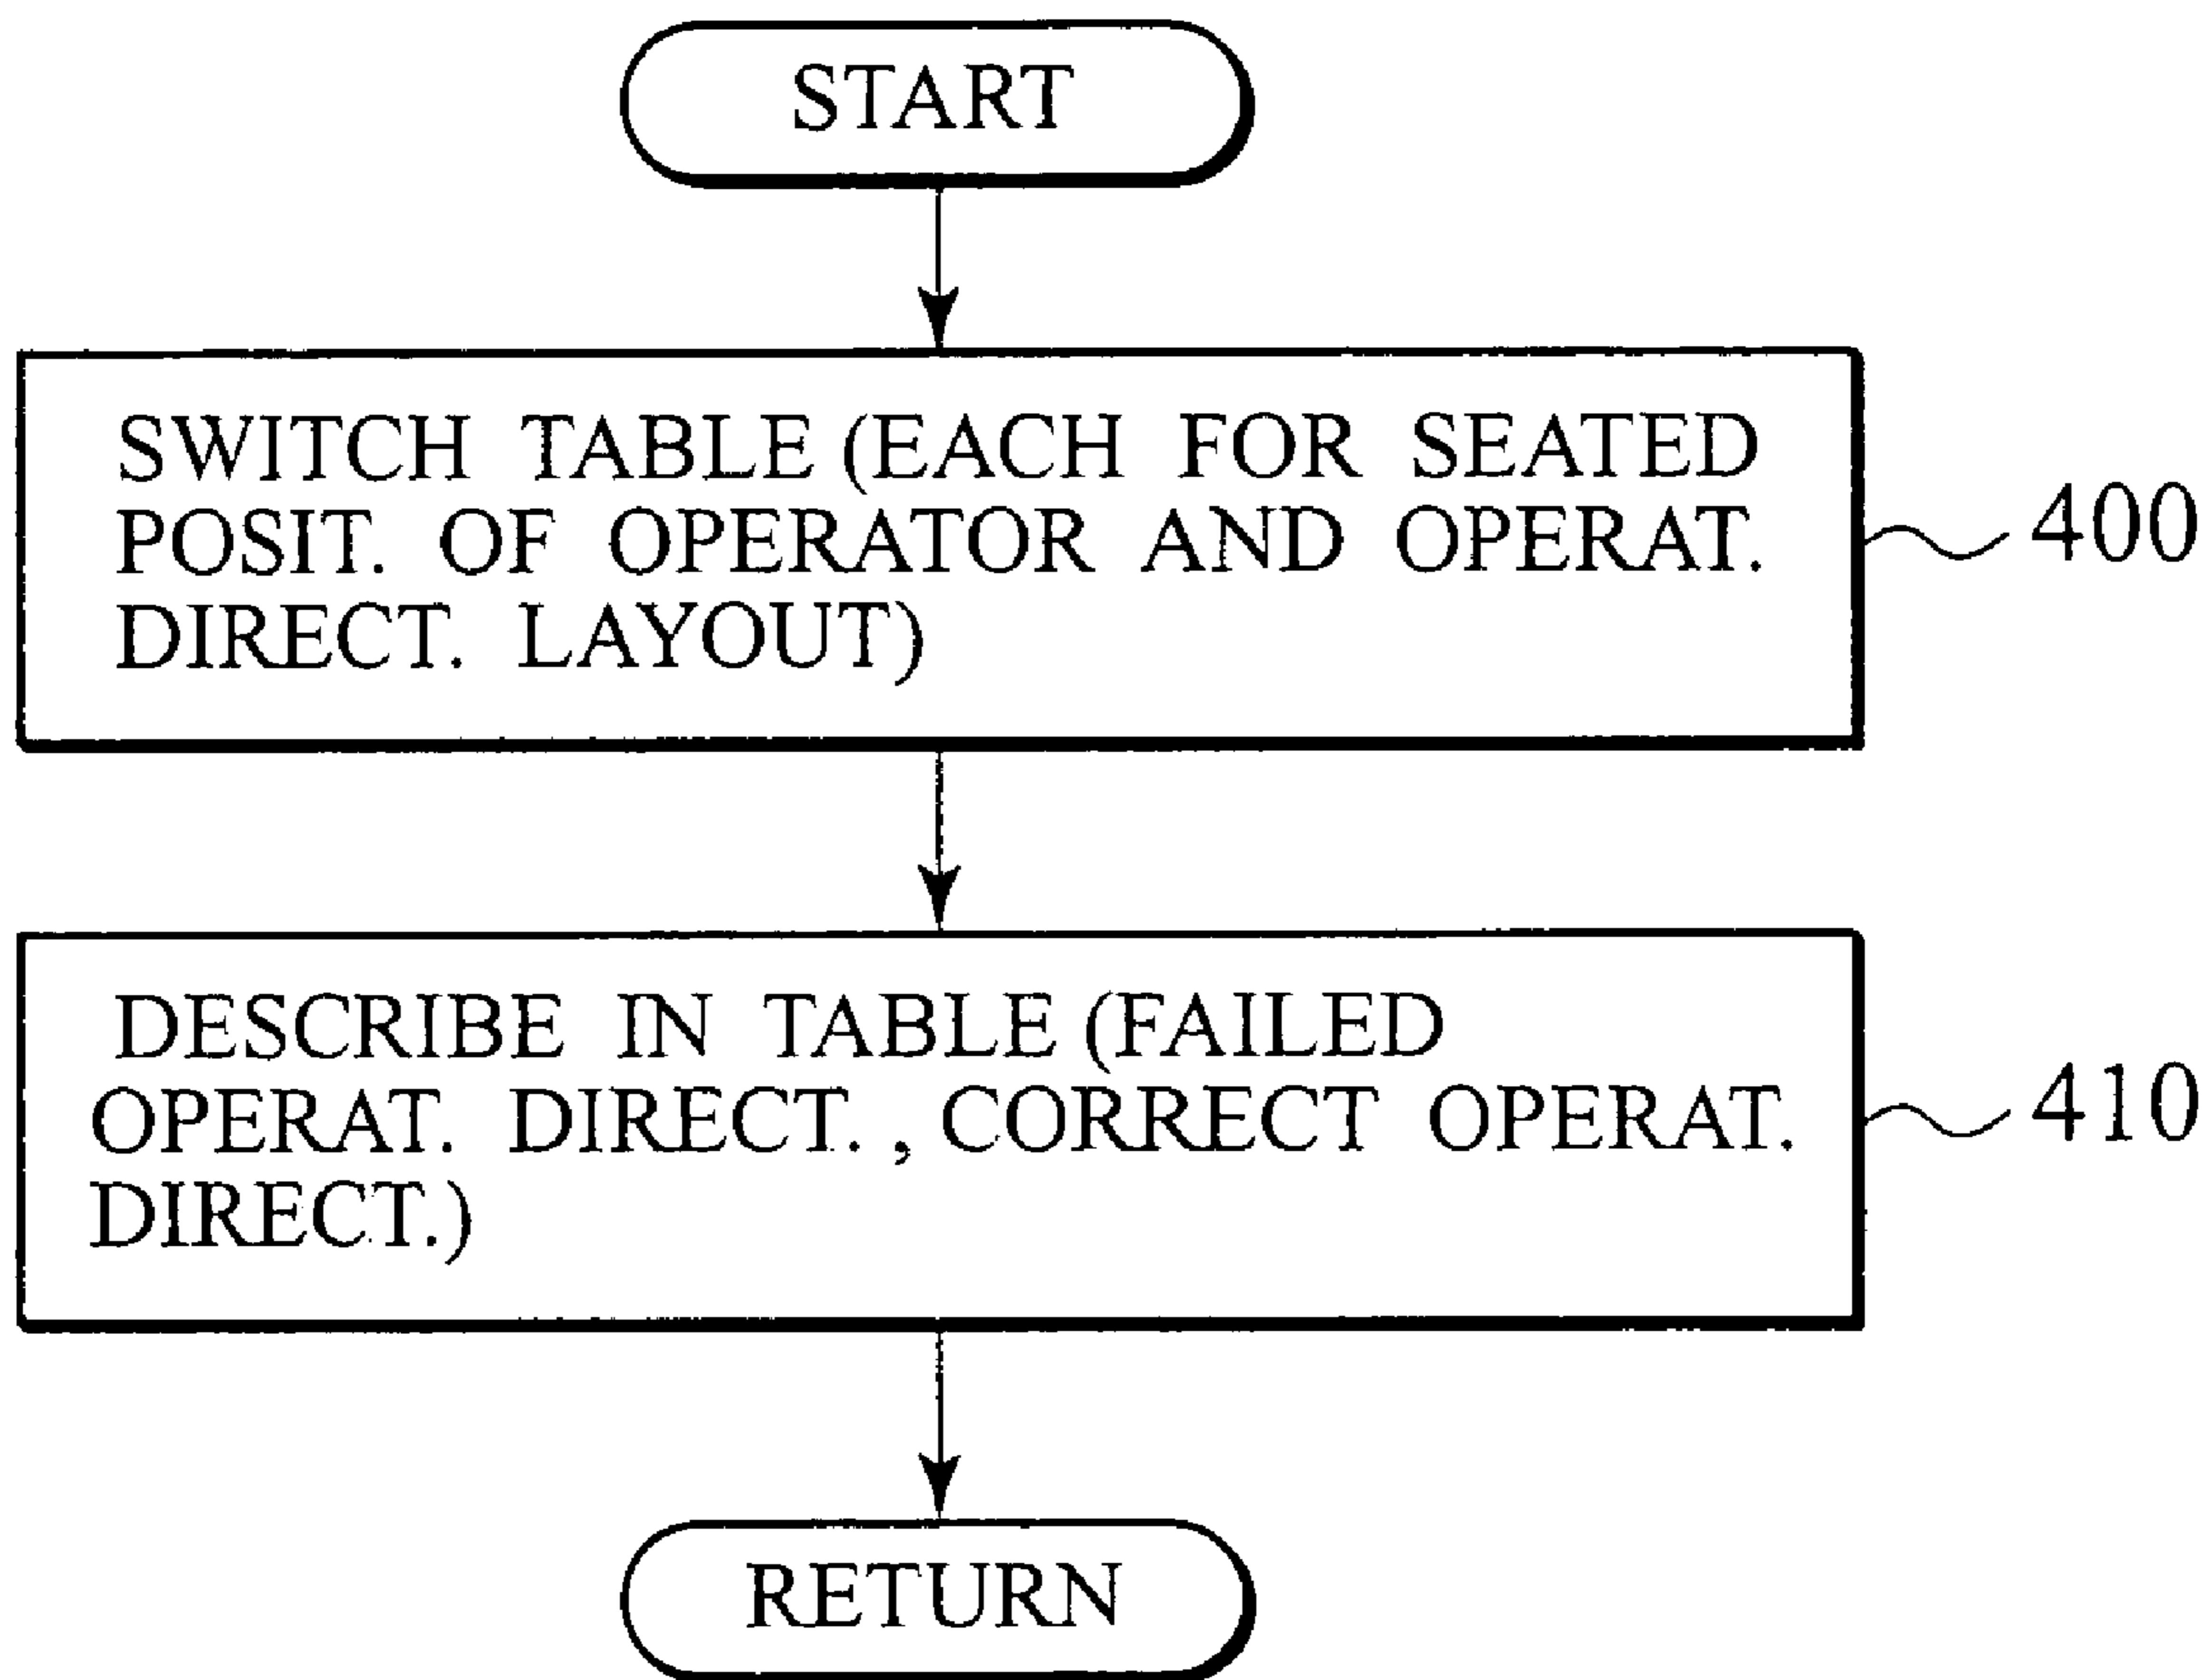 START
SWITCH TABLE (EACH FOR SEATED
POSIT. OF OPERATOR AND OPERAT.
DIRECT. LAYOUT)
400
DESCRIBE IN TABLE (FAILED
OPERAT. DIRECT., CORRECT OPERAT.
DIRECT.)
410
RETURN